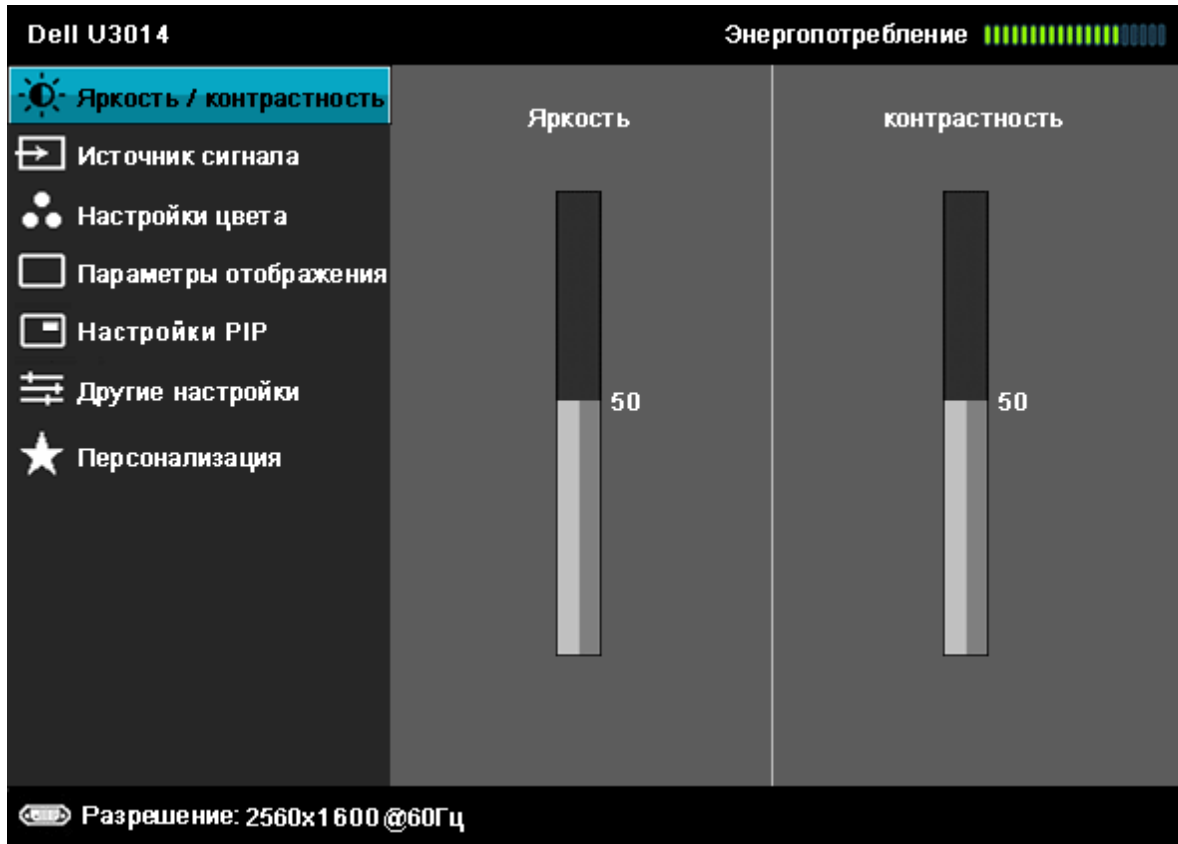 Dell U3014
Энергопотребление
Яркость / контрастность
Источник сигнала
Настройки цвета
Параметры отображения
Настройки PIP
Другие настройки
Персонализация
Яркость
50
контрастность
50
Разрешение: 2560x1600 @60Гц